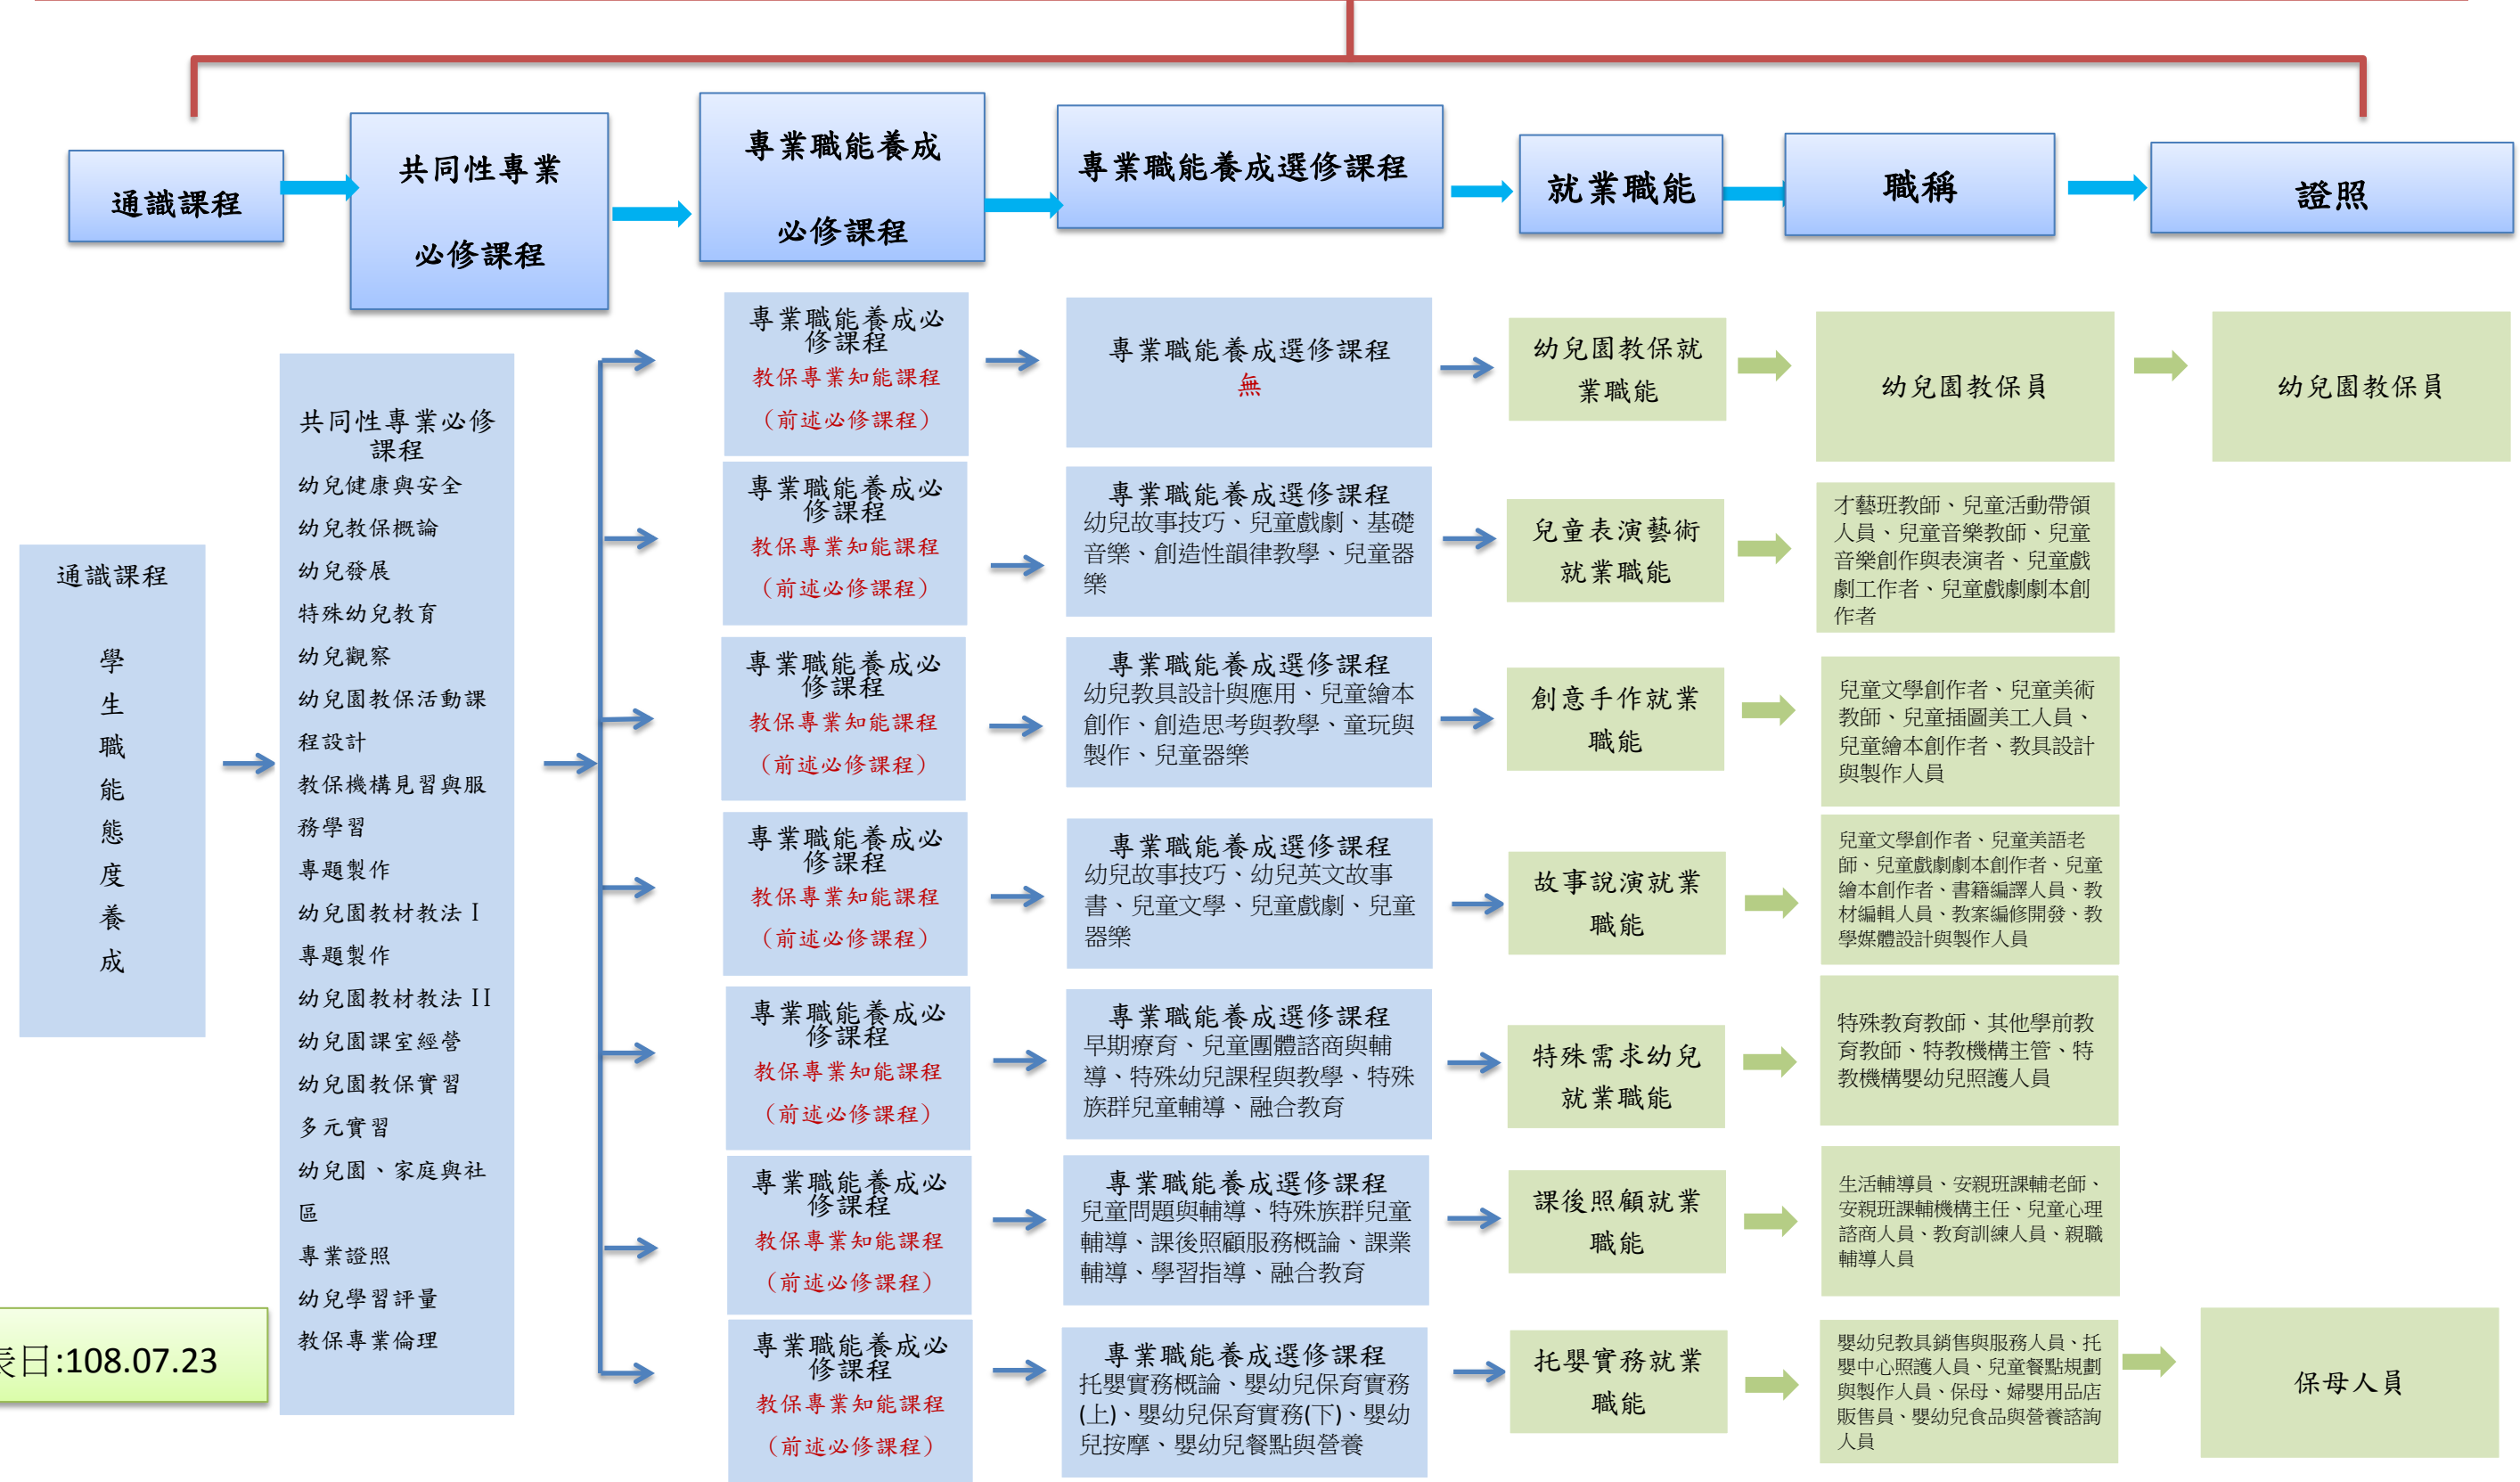 通識課程
共同性專業
必修課程
專業職能養成
必修課程
專業職能養成選修課程
就業職能
職稱
證照
通識課程
學
生
職
能
態
度
養
成
共同性專業必修
課程
幼兒健康與安全
幼兒教保概論
幼兒發展
特殊幼兒教育
幼兒觀察
幼兒園教保活動課
程設計
教保機構見習與服
務學習
專題製作
幼兒園教材教法 I
專題製作
幼兒園教材教法 II
幼兒園課室經營
幼兒園教保實習
多元實習
幼兒園、家庭與社
區
專業證照
幼兒學習評量
教保專業倫理
專業職能養成必
修課程
教保專業知能課程
（前述必修課程）
專業職能養成選修課程
無
幼兒園教保就
業職能
幼兒園教保員
幼兒園教保員
專業職能養成必
修課程
教保專業知能課程
（前述必修課程）
專業職能養成選修課程
幼兒故事技巧、兒童戲劇、基礎
音樂、創造性韻律教學、兒童器
樂
兒童表演藝術
就業職能
才藝班教師、兒童活動帶領
人員、兒童音樂教師、兒童
音樂創作與表演者、兒童戲
劇工作者、兒童戲劇劇本創
作者
專業職能養成必
修課程
教保專業知能課程
（前述必修課程）
專業職能養成選修課程
幼兒教具設計與應用、兒童繪本
創作、創造思考與教學、童玩與
製作、兒童器樂
創意手作就業
職能
兒童文學創作者、兒童美術
教師、兒童插圖美工人員、
兒童繪本創作者、教具設計
與製作人員
專業職能養成必
修課程
教保專業知能課程
（前述必修課程）
專業職能養成選修課程
幼兒故事技巧、幼兒英文故事
書、兒童文學、兒童戲劇、兒童
器樂
故事說演就業
職能
兒童文學創作者、兒童美語老
師、兒童戲劇劇本創作者、兒童
繪本創作者、書籍編譯人員、教
材編輯人員、教案編修開發、教
學媒體設計與製作人員
專業職能養成必
修課程
教保專業知能課程
（前述必修課程）
專業職能養成選修課程
早期療育、兒童團體諮商與輔
導、特殊幼兒課程與教學、特殊
族群兒童輔導、融合教育
特殊需求幼兒
就業職能
特殊教育教師、其他學前教
育教師、特教機構主管、特
教機構嬰幼兒照護人員
專業職能養成必
修課程
教保專業知能課程
（前述必修課程）
專業職能養成選修課程
兒童問題與輔導、特殊族群兒童
輔導、課後照顧服務概論、課業
輔導、學習指導、融合教育
課後照顧就業
職能
生活輔導員、安親班課輔老師、
安親班課輔機構主任、兒童心理
諮商人員、教育訓練人員、親職
輔導人員
專業職能養成必
修課程
教保專業知能課程
（前述必修課程）
專業職能養成選修課程
托嬰實務概論、嬰幼兒保育實務
(上)、嬰幼兒保育實務(下)、嬰幼
兒按摩、嬰幼兒餐點與營養
托嬰實務就業
職能
嬰幼兒教具銷售與服務人員、托
嬰中心照護人員、兒童餐點規劃
與製作人員、保母、婦嬰用品店
販售員、嬰幼兒食品與營養諮詢
人員
保母人員
表日:108.07.23